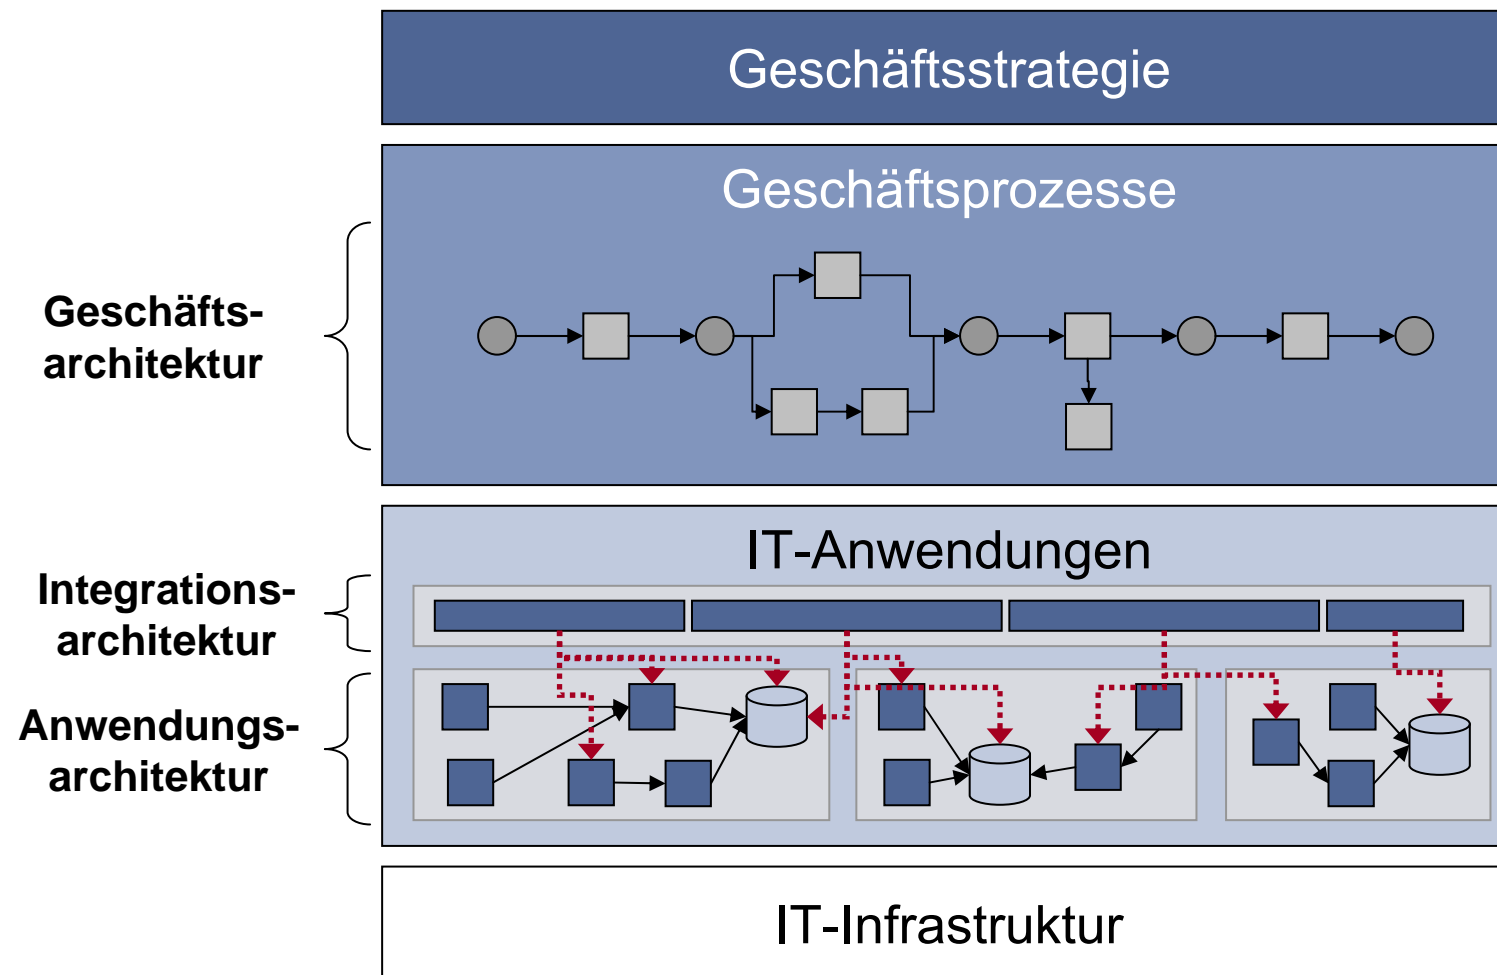 Geschäftsstrategie
Geschäftsprozesse
Geschäfts-
architektur
IT-Anwendungen
Integrations-
architektur
Anwendungs-
architektur
IT-Infrastruktur